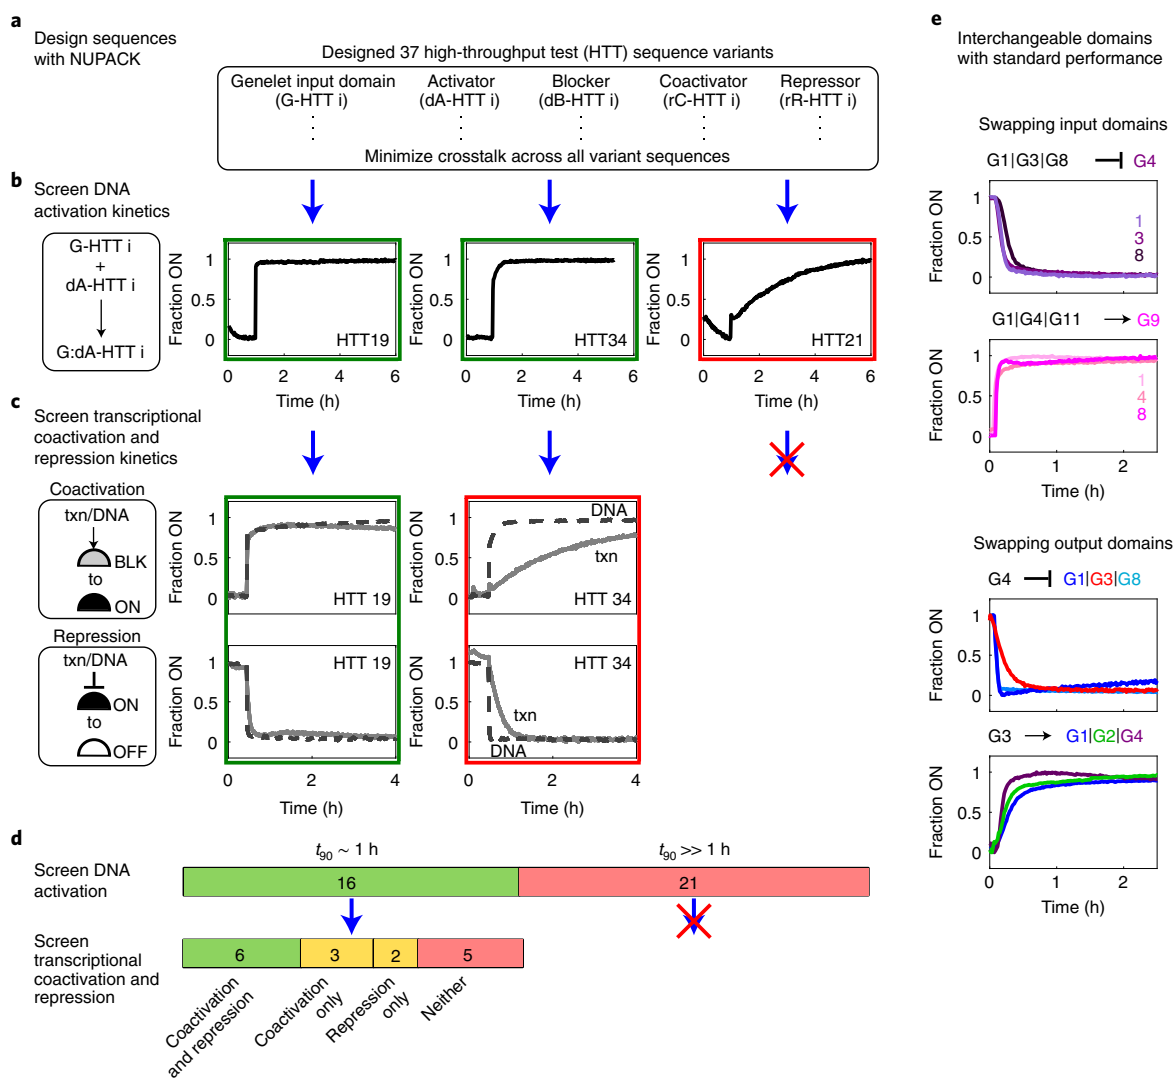 a
Design sequences
with NUPACK
Designed 37 high-throughput test (HTT) sequence variants
Genelet input domain
(G-HTT i)
Activator
(dA-HTT i)
Blocker
(dB-HTT i)
Coactivator
(rC-HTT i)
Repressor
(rR-HTT i)
Minimize crosstalk across all variant sequences
b
Screen DNA
activation kinetics
G-HTT i
+
dA-HTT i
G:dA-HTT i
Fraction ON
1
0.5
0
HTT19
0 2 4 6
Time (h)
Fraction ON
1
0.5
0
HTT34
0 2 4 6
Time (h)
Fraction ON
1
0.5
0
HTT21
0 2 4 6
Time (h)
c
Screen transcriptional
coactivation and
repression kinetics
Coactivation
txn/DNA
BLK
to
ON
Repression
txn/DNA
ON
to
OFF
Fraction ON
1
0.5
0
HTT 19
Fraction ON
1
0.5
0
DNA
txn
HTT 34
Fraction ON
1
0.5
0
HTT 19
0 2 4
Time (h)
Fraction ON
1
0.5
0
HTT 34
txn
DNA
0 2 4
Time (h)
d
Screen DNA
activation
t90 ~ 1 h
t90 >> 1 h
16
21
Screen
transcriptional
coactivation and
repression
6
3
2
5
Coactivation
and repression
Coactivation
only
Repression
only
Neither
e
Interchangeable domains
with standard performance
Swapping input domains
G1|G3|G8 G4
Fraction ON
1
0.5
0
1
3
8
G1|G4|G11 G9
Fraction ON
1
0.5
0
1
4
8
0 1 2
Time (h)
Swapping output domains
G4 G1|G3|G8
Fraction ON
1
0.5
0
G3 G1|G2|G4
Fraction ON
1
0.5
0
0 1 2
Time (h)